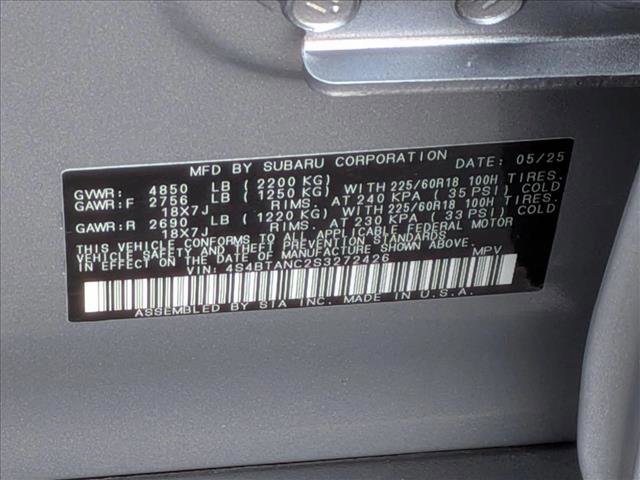 MFD BY SUBARU CORPORATION DATE: 05/25
GVWR: 4850 LB (2200 KG)
GAWR:F 2756 LB (1250 KG) WITH 225/60R18 100H TIRES.
18X7J RIMS. AT 240 KPA ( 35 PSI) COLD
GAWR:R 2690 LB (1220 KG) WITH 225/60R18 100H TIRES.
18X7J RIMS. AT 230 KPA ( 33 PSI) COLD
THIS VEHICLE CONFORMS TO ALL APPLICABLE FEDERAL MOTOR
VEHICLE SAFETY AND THEFT PREVENTION STANDARDS
IN EFFECT ON THE DATE OF MANUFACTURE SHOWN ABOVE.
VIN: 4S4BTANC2S3272426 MPV
ASSEMBLED BY SIA INC. MADE IN U.S.A.